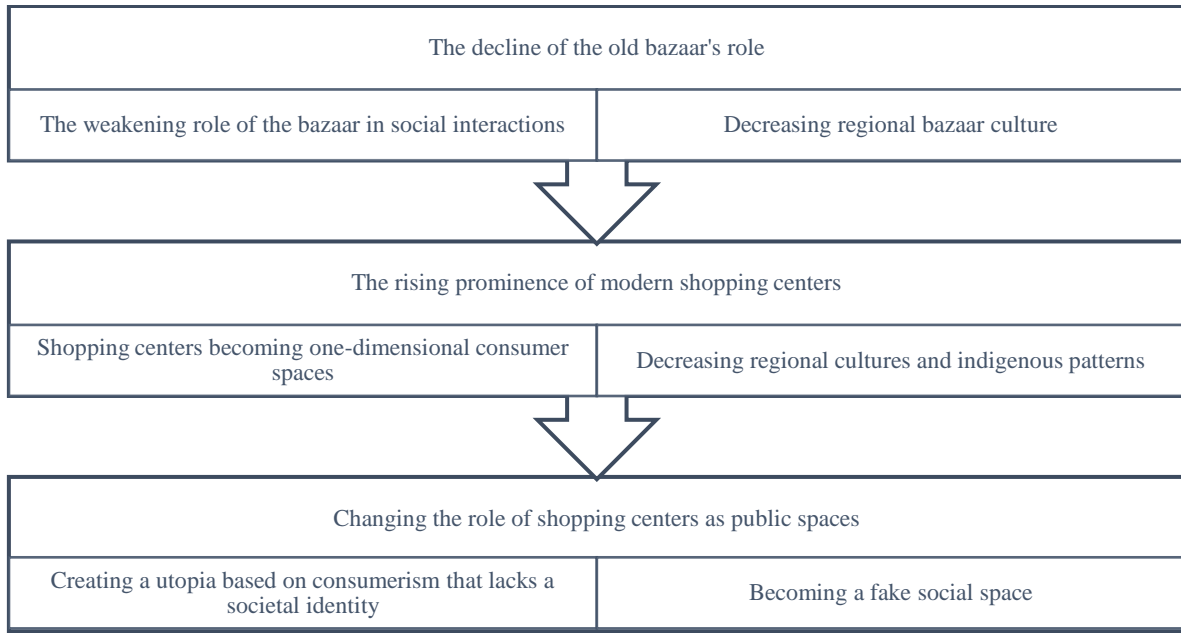 The decline of the old bazaar's role
The weakening role of the bazaar in social interactions
Decreasing regional bazaar culture
The rising prominence of modern shopping centers
Shopping centers becoming one-dimensional consumer
spaces
Decreasing regional cultures and indigenous patterns
Changing the role of shopping centers as public spaces
Creating a utopia based on consumerism that lacks a
societal identity
Becoming a fake social space